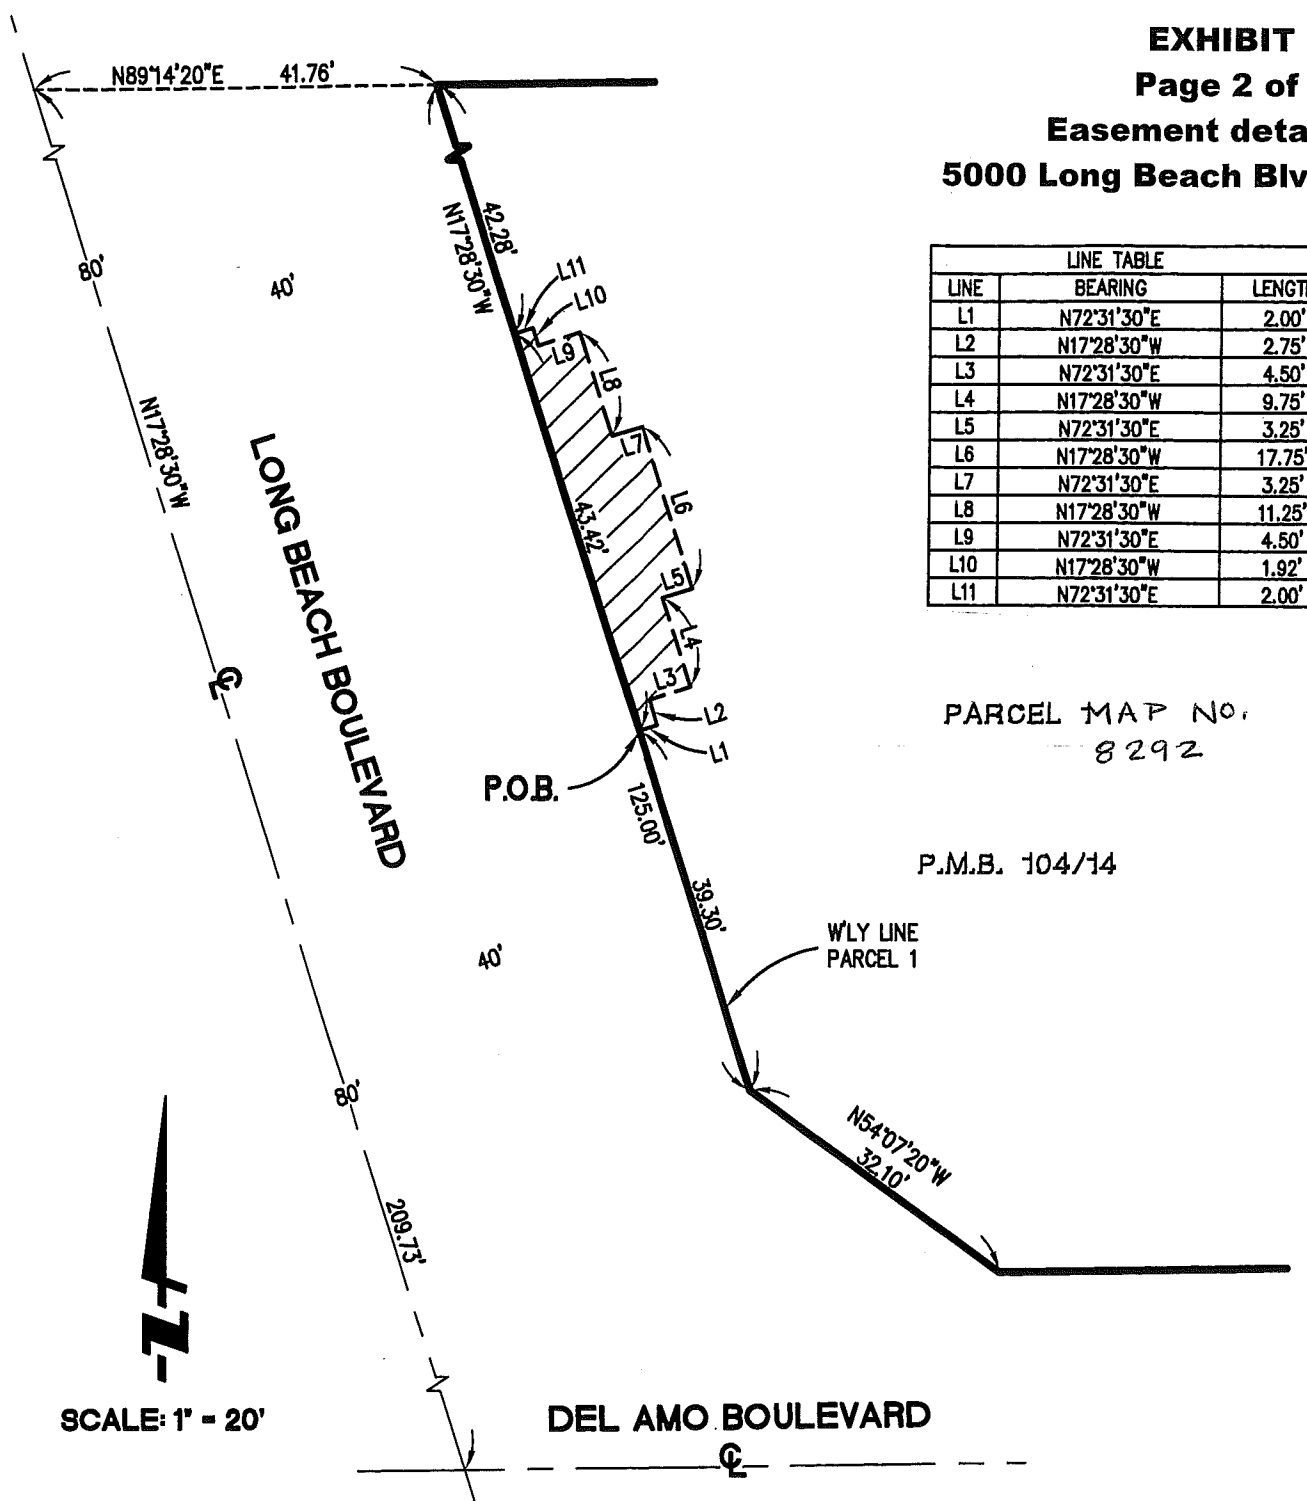 EXHIBIT
Page 2 of
Easement deta
5000 Long Beach Blv
N89°14'20"E 41.76'
LINE TABLE
LINE BEARING LENGT
L1 N72°31'30"E 2.00'
L2 N17°28'30"W 2.75'
L3 N72°31'30"E 4.50'
L4 N17°28'30"W 9.75'
L5 N72°31'30"E 3.25'
L6 N17°28'30"W 17.75'
L7 N72°31'30"E 3.25'
L8 N17°28'30"W 11.25'
L9 N72°31'30"E 4.50'
L10 N17°28'30"W 1.92'
L11 N72°31'30"E 2.00'
42.28'
N17°28'30"W
80'
40'
L11
L10
L9
L8
L7
L6
L5
L4
L3
L2
L1
43.42'
N17°28'30"W
LONG BEACH BOULEVARD
CL
P.O.B.
125.00'
39.30'
PARCEL MAP NO.
8292
P.M.B. 104/14
W'LY LINE
PARCEL 1
40'
80'
209.73'
N54°07'20"W
32.10'
N
SCALE: 1" = 20'
DEL AMO BOULEVARD
CL